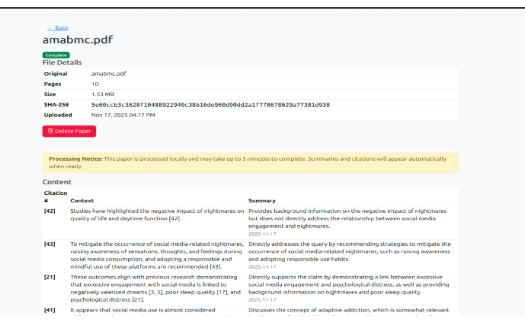 ← Back
amabmc.pdf
Complete
File Details
Original amabmc.pdf
Pages 10
Size 1.53 MB
SHA-256 5e60ccb3c3628f10488922940c38b16de960d90dd2a1f778678629a77381d938
Uploaded Nov 17, 2025 04:17 PM
Delete Paper
Processing Notice: This paper is processed locally and may take up to 5 minutes to complete. Summaries and citations will appear automatically
when ready.
Content
Citation
# Context Summary
[42] Studies have highlighted the negative impact of nightmares on Provides background information on the negative impact of nightmares
quality of life and daytime function [42]. but does not directly address the relationship between social media
engagement and nightmares.
2025-11-17
[43] To mitigate the occurrence of social media-related nightmares, Directly addresses the query by recommending strategies to mitigate the
raising awareness of sensations, thoughts, and feelings during occurrence of social media-related nightmares, such as raising awareness
social media consumption, and adopting a responsible and and adopting responsible use habits.
mindful use of these platforms are recommended [43]. 2025-11-17
[21] These outcomes align with previous research demonstrating Directly supports the claim by demonstrating a link between excessive
that excessive engagement with social media is linked to social media engagement and psychological distress, as well as providing
negatively valenced dreams [3, 5], poor sleep quality [17], and background information on nightmares and poor sleep quality.
psychological distress [21]. 2025-11-17
[41] It appears that social media use is almost considered Discusses the concept of adaptive addiction, which is somewhat relevant